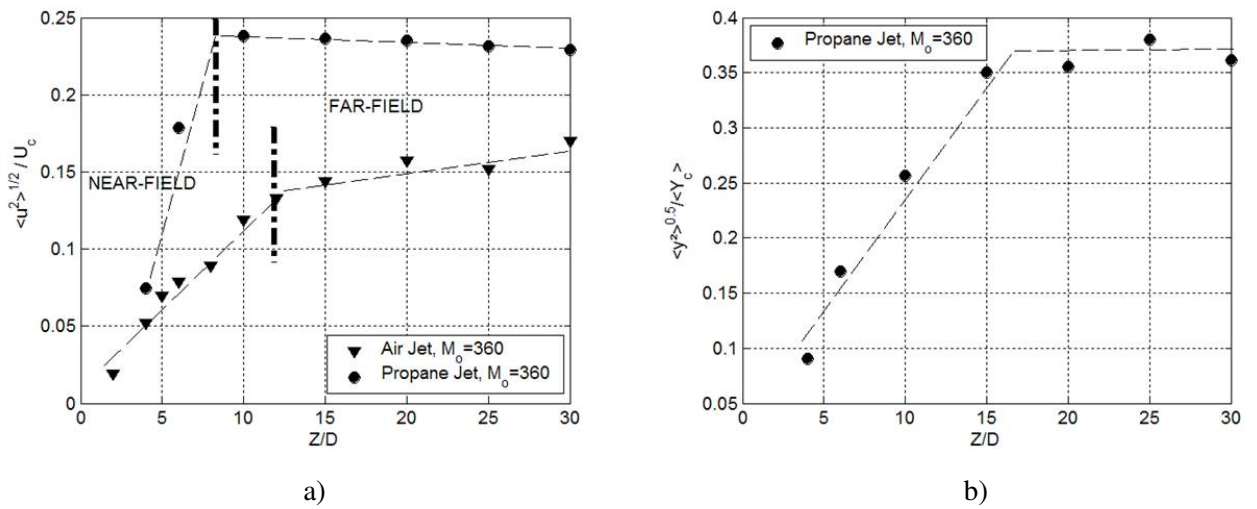 0.25
0.2
0.15
0.1
0.05
0
<u²>^1/2 / U_c
NEAR-FIELD
FAR-FIELD
Air Jet, M_o=360
Propane Jet, M_o=360
0 5 10 15 20 25 30
Z/D
a)
0.4
0.35
0.3
0.25
0.2
0.15
0.1
0.05
<y²>^0.5/<Y_c>
Propane Jet, M_o=360
0 5 10 15 20 25 30
Z/D
b)